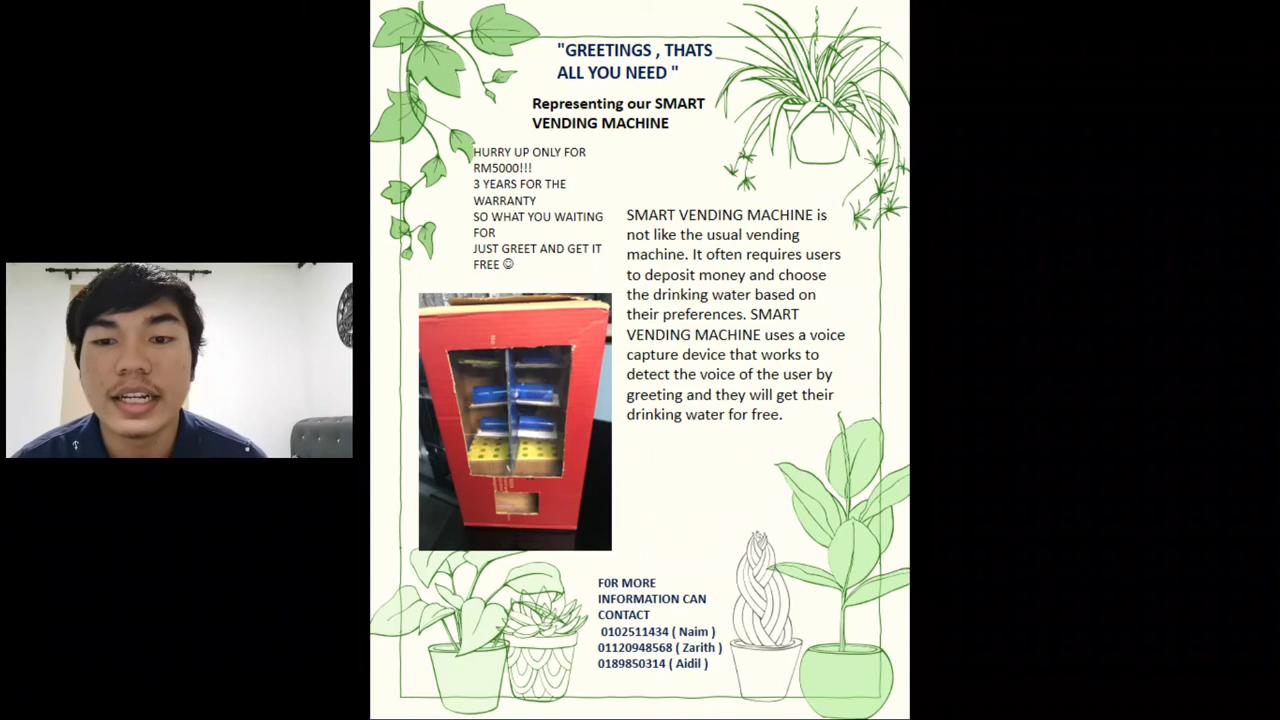 "GREETINGS , THATS
ALL YOU NEED "
Representing our SMART
VENDING MACHINE
HURRY UP ONLY FOR
RM5000!!!
3 YEARS FOR THE
WARRANTY
SO WHAT YOU WAITING
FOR
JUST GREET AND GET IT
FREE ☺
SMART VENDING MACHINE is
not like the usual vending
machine. It often requires users
to deposit money and choose
the drinking water based on
their preferences. SMART
VENDING MACHINE uses a voice
capture device that works to
detect the voice of the user by
greeting and they will get their
drinking water for free.
F0R MORE
INFORMATION CAN
CONTACT
0102511434 ( Naim )
01120948568 ( Zarith )
0189850314 ( Aidil )